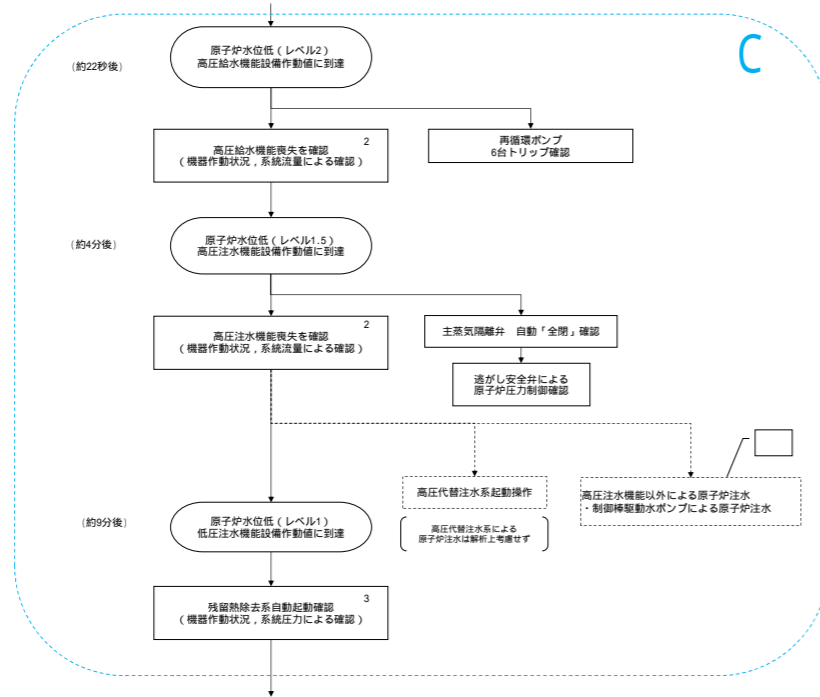 C
原子炉水位低(レベル2)
高圧給水機能設備作動値に到達
(約22秒後)
高圧給水機能喪失を確認
(機器作動状況,系統流量による確認)
2
再循環ポンプ
6台トリップ確認
(約4分後)
原子炉水位低(レベル1.5)
高圧注水機能設備作動値に到達
高圧注水機能喪失を確認
(機器作動状況,系統流量による確認)
2
主蒸気隔離弁 自動「全閉」確認
逃がし安全弁による
原子炉圧力制御確認
高圧代替注水系起動操作
高圧代替注水系による
原子炉注水は解析上考慮せず
高圧注水機能以外による原子炉注水
・制御棒駆動水ポンプによる原子炉注水
(約9分後)
原子炉水位低(レベル1)
低圧注水機能設備作動値に到達
残留熱除去系自動起動確認
(機器作動状況,系統圧力による確認)
3